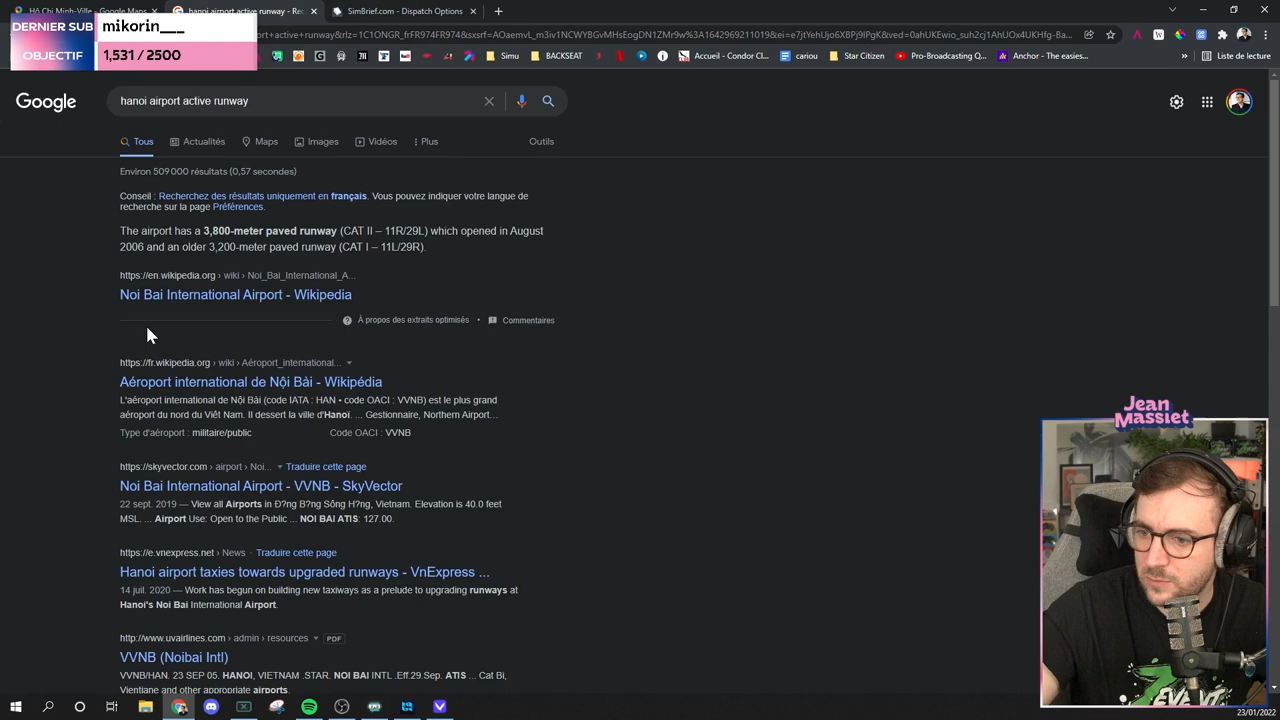 Hồ Chí Minh-Ville -
hanoi airport active runway - Re
SimBrief.com - Dispatch Options
DERNIER SUB
mikorin___
OBJECTIF
1,531 / 2500
Simu
BACKSEAT
Accueil - Condor Cl...
cariou
Star Citizen
Pro-Broadcasting Q...
Anchor - The easies...
Liste de lecture
Google
hanoi airport active runway
Tous
Actualités
Maps
Images
Vidéos
Plus
Outils
Environ 509 000 résultats (0,57 secondes)
Conseil : Recherchez des résultats uniquement en français. Vous pouvez indiquer votre langue de
recherche sur la page Préférences.
The airport has a 3,800-meter paved runway (CAT II – 11R/29L) which opened in August
2006 and an older 3,200-meter paved runway (CAT I – 11L/29R).
https://en.wikipedia.org › wiki › Noi_Bai_International_A...
Noi Bai International Airport - Wikipedia
À propos des extraits optimisés
Commentaires
https://fr.wikipedia.org › wiki › Aéroport_international...
Aéroport international de Nội Bài - Wikipédia
L'aéroport international de Nội Bài (code IATA : HAN • code OACI : VVNB) est le plus grand
aéroport du nord du Viêt Nam. Il dessert la ville d'Hanoï. ... Gestionnaire, Northern Airport...
Type d'aéroport : militaire/public
Code OACI : VVNB
https://skyvector.com › airport › Noi...
Traduire cette page
Noi Bai International Airport - VVNB - SkyVector
22 sept. 2019 — View all Airports in Đ?ng B?ng Sông H?ng, Vietnam. Elevation is 40.0 feet
MSL. ... Airport Use: Open to the Public ... NOI BAI ATIS: 127.00.
https://e.vnexpress.net › News
Traduire cette page
Hanoi airport taxies towards upgraded runways - VnExpress ...
14 juil. 2020 — Work has begun on building new taxiways as a prelude to upgrading runways at
Hanoi's Noi Bai International Airport.
http://www.uvairlines.com › admin › resources
PDF
VVNB (Noibai Intl)
VVNB/HAN. 23 SEP 05. HANOI, VIETNAM .STAR. NOI BAI INTL .Eff.29.Sep. ATIS ... Cat Bi,
Vientiane and other appropriate airports.
Jean
Massiet
23/01/2022